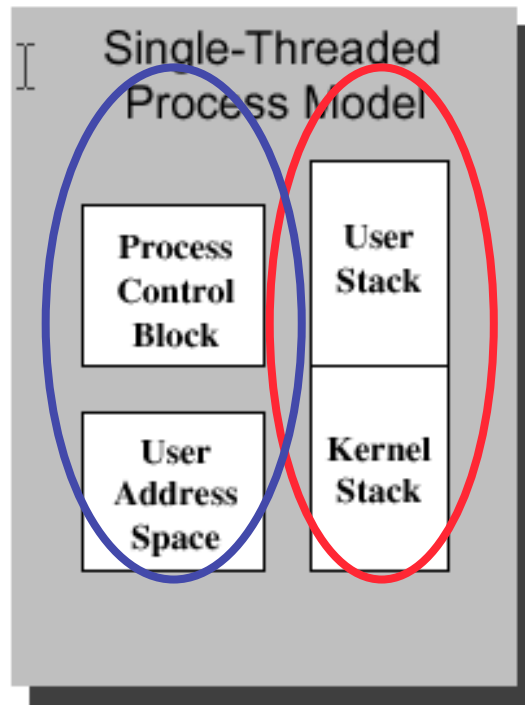 Single-Threaded
Process Model
Process
Control
Block
User
Address
Space
User
Stack
Kernel
Stack